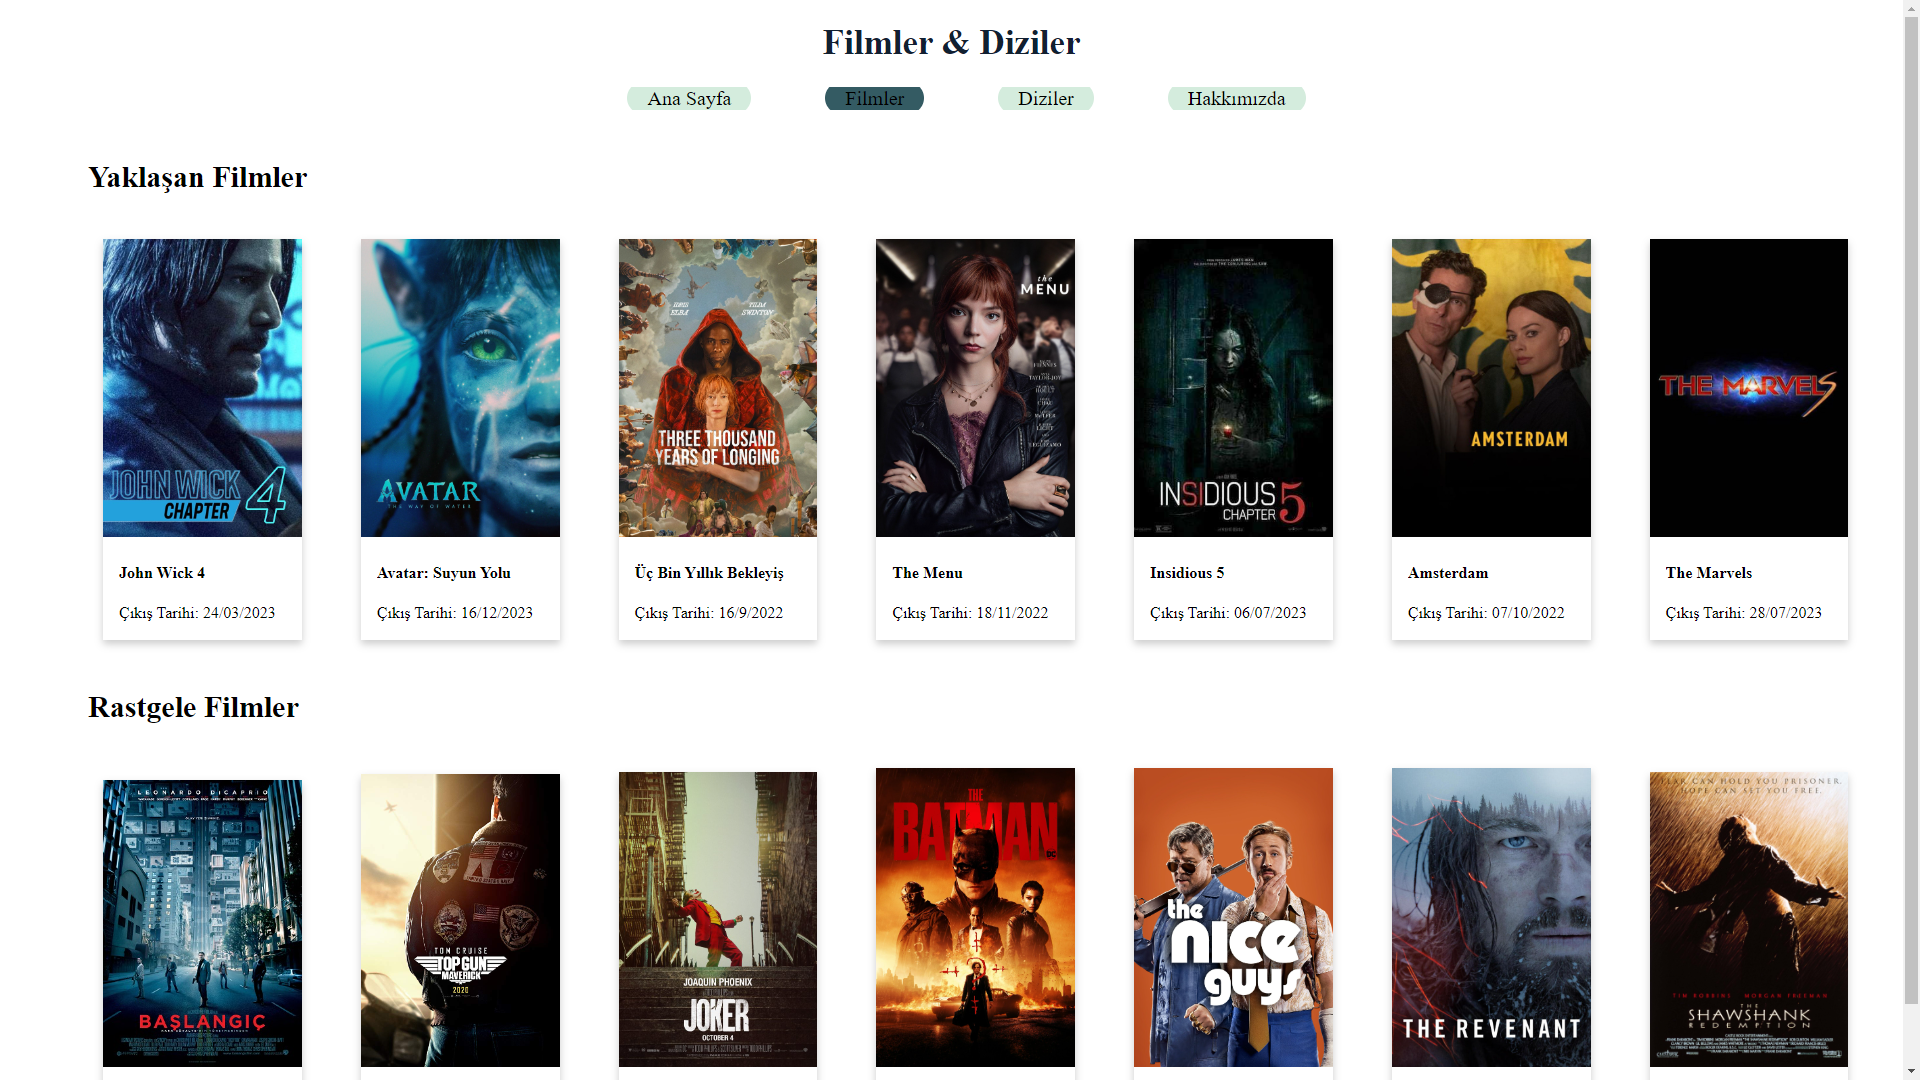 Filmler & Diziler
Ana Sayfa
Filmler
Diziler
Hakkımızda
Yaklaşan Filmler
JOHN WICK
CHAPTER 4
AVATAR
THE WAY OF WATER
IDRIS ELBA
TILDA SWINTON
THREE THOUSAND
YEARS OF LONGING
the
MENU
INSIDIOUS
CHAPTER 5
AMSTERDAM
THE MARVELS
John Wick 4
Çıkış Tarihi: 24/03/2023
Avatar: Suyun Yolu
Çıkış Tarihi: 16/12/2023
Üç Bin Yıllık Bekleyiş
Çıkış Tarihi: 16/9/2022
The Menu
Çıkış Tarihi: 18/11/2022
Insidious 5
Çıkış Tarihi: 06/07/2023
Amsterdam
Çıkış Tarihi: 07/10/2022
The Marvels
Çıkış Tarihi: 28/07/2023
Rastgele Filmler
LEONARDO DiCAPRIO
BAŞLANGIÇ
TOM CRUISE
TOP GUN
MAVERICK
2020
JOAQUIN PHOENIX
JOKER
OCTOBER 4
THE
BATMAN
the
nice
guys
THE REVENANT
FEAR CAN HOLD YOU PRISONER.
HOPE CAN SET YOU FREE.
TIM ROBBINS MORGAN FREEMAN
THE
SHAWSHANK
REDEMPTION